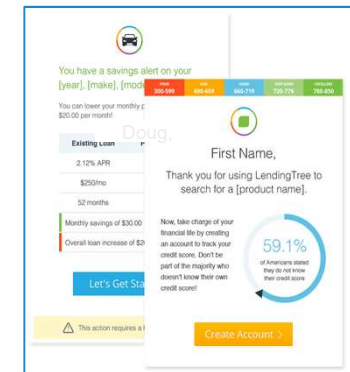 You have a savings alert on your
[year], [make], [mode
You can lower your monthly p
$20.00 per month!
Doug,
Existing Loan
2.12% APR
$250/mo
52 months
Monthly savings of $30.00
Overall loan increase of $2
Let's Get Sta
This action requires a
300-599
600-659
660-719
720-779
780-850
First Name,
Thank you for using LendingTree to
search for a [product name].
Now, take charge of your
financial life by creating
an account to track your
credit score. Don't be
part of the majority who
doesn't know their own
credit score!
59.1%
of Americans stated
they do not know
their credit score
Create Account >